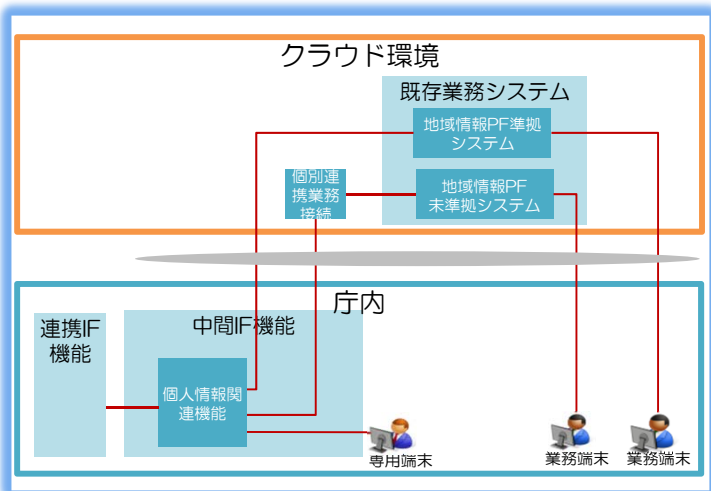 クラウド環境
既存業務システム
地域情報PF準拠
システム
個別連
携業務
接続
地域情報PF
未準拠システム
庁内
連携IF
機能
中間IF機能
個人情報関
連機能
専用端末
業務端末
業務端末